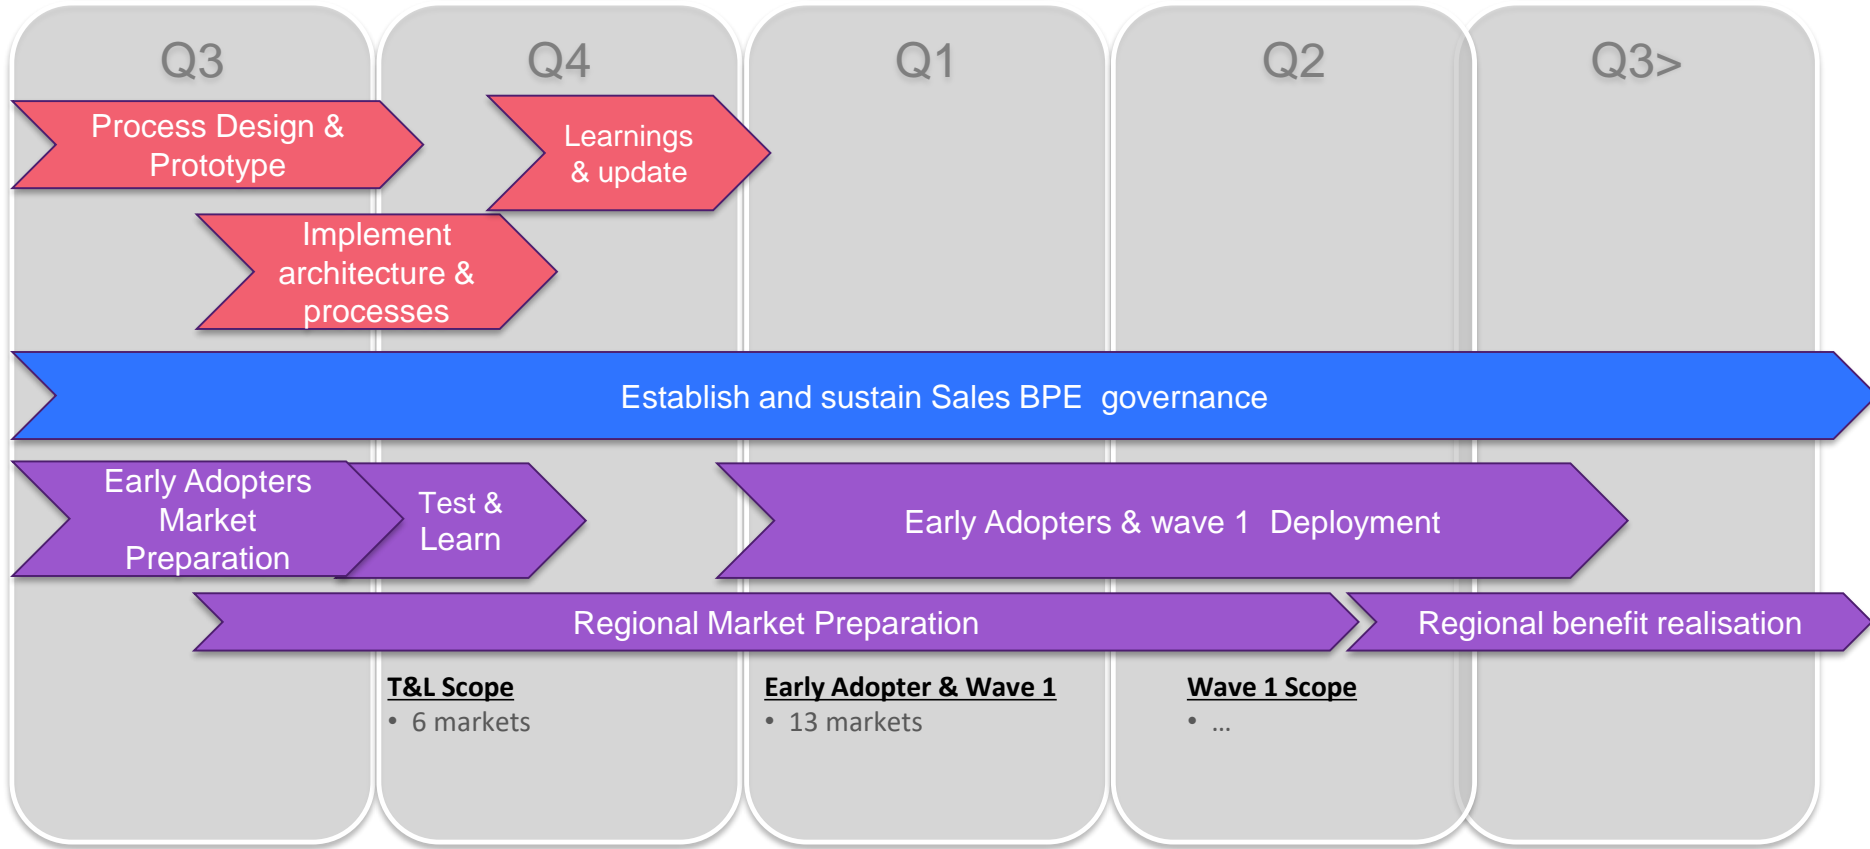 Q3
Q4
Q1
Q2
Q3>
Process Design &
Prototype
Learnings
& update
Implement
architecture &
processes
Establish and sustain Sales BPE  governance
Early Adopters
Market
Preparation
Test &
Learn
Early Adopters & wave 1  Deployment
Regional Market Preparation
Regional benefit realisation
T&L Scope
• 6 markets
Early Adopter & Wave 1
• 13 markets
Wave 1 Scope
• ...